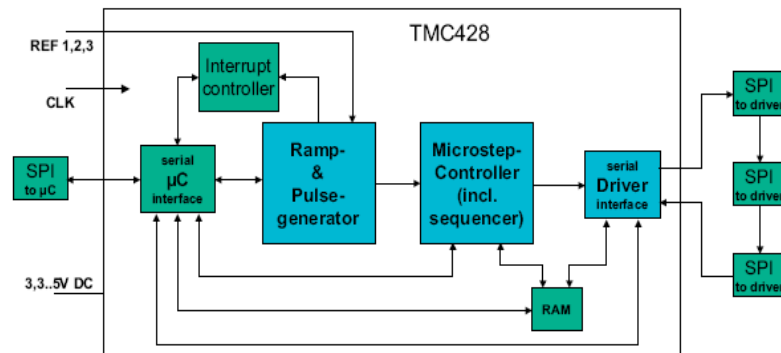 TMC428
REF 1,2,3
CLK
3,3..5V DC
SPI
to µC
Interrupt
controller
serial
µC
interface
Ramp-
&
Pulse-
generator
Microstep-
Controller
(incl.
sequencer)
serial
Driver
interface
RAM
SPI
to driver
SPI
to driver
SPI
to driver